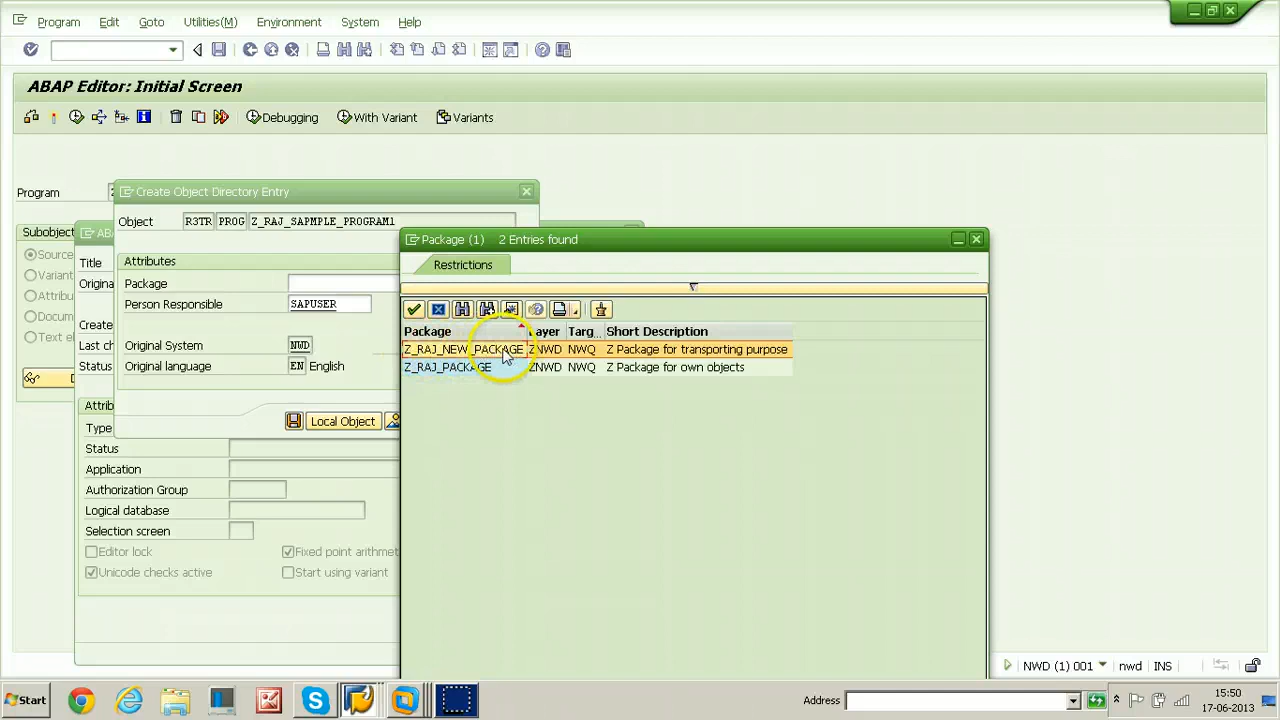 Program Edit Goto Utilities(M) Environment System Help
ABAP Editor: Initial Screen
Debugging With Variant Variants
Program
Create Object Directory Entry
Object R3TR PROG Z_RAJ_SAPMPLE_PROGRAM1
Package (1) 2 Entries found
Subobject
Attributes
Title
Restrictions
Package
Person Responsible SAPUSER
Package Layer Targ... Short Description
Original System NWD
Z_RAJ_NEW_PACKAGE ZNWD NWQ Z Package for transporting purpose
Original language EN English
Z_RAJ_PACKAGE ZNWD NWQ Z Package for own objects
Status
Local Object
Type
Status
Application
Authorization Group
Logical database
Selection screen
Editor lock Fixed point arithmet
Unicode checks active Start using variant
NWD (1) 001 nwd INS
Start Address 15:50
17-06-2013